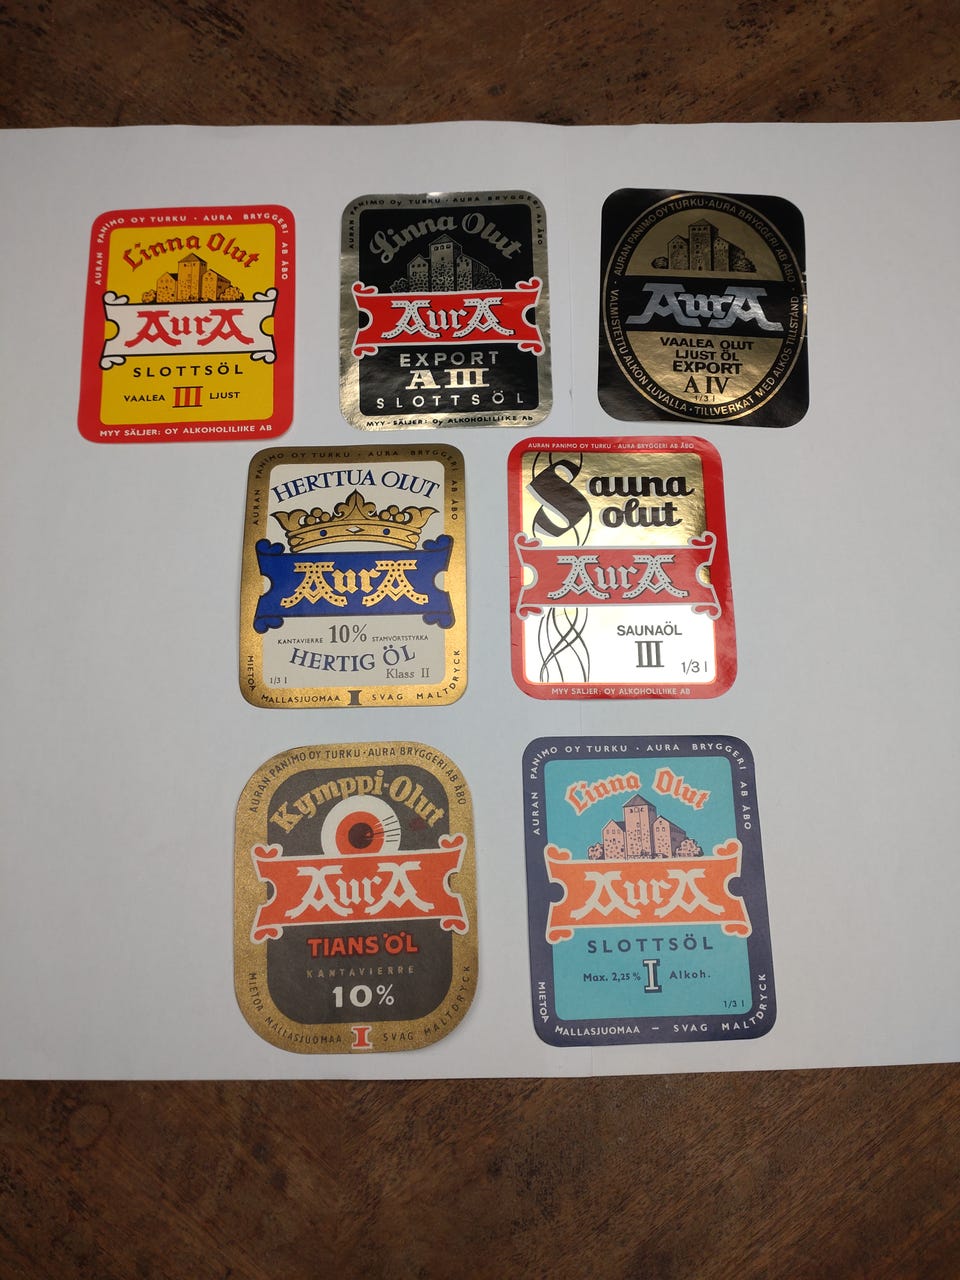 AURAN PANIMO OY TURKU · AURA BRYGGERI AB ÅBO
Linna Olut
AurA
SLOTTSÖL
VAALEA III LJUST
MYY SÄLJER: OY ALKOHOLILIIKE AB
AURAN PANIMO Oy TURKU · AURA BRYGGERI Ab ÅBO
Linna Olut
AurA
EXPORT
A III
SLOTTSÖL
MYY - SÄLJER: OY ALKOHOLILIIKE Ab
AURAN PANIMO OY TURKU · AURA BRYGGERI AB ÅBO
AurA
VAALEA OLUT
LJUST ÖL
EXPORT
A IV
1/3 l
VALMISTETTU ALKON LUVALLA · TILLVERKAT MED ALKOS TILLSTÅND
AURAN PANIMO OY TURKU · AURA BRYGGERI AB ÅBO
HERTTUA OLUT
AurA
KANTAVIERRE 10% STAMVÖRTSTYRKA
HERTIG ÖL
Klass II
1/3 l
MIETOA MALLASJUOMAA I SVAG MALTDRYCK
AURAN PANIMO OY TURKU · AURA BRYGGERI AB ÅBO
Sauna
olut
AurA
SAUNAÖL
III
1/3 l
MYY SÄLJER: OY ALKOHOLILIIKE AB
AURAN PANIMO OY TURKU · AURA BRYGGERI AB ÅBO
Kymppi-Olut
AurA
TIANS ÖL
KANTAVIERRE
10%
MIETOA MALLASJUOMAA I SVAG MALTDRYCK
AURAN PANIMO OY TURKU · AURA BRYGGERI AB ÅBO
Linna Olut
AurA
SLOTTSÖL
Max. 2,25% I Alkoh.
1/3 l
MIETOA MALLASJUOMAA – SVAG MALTDRYCK